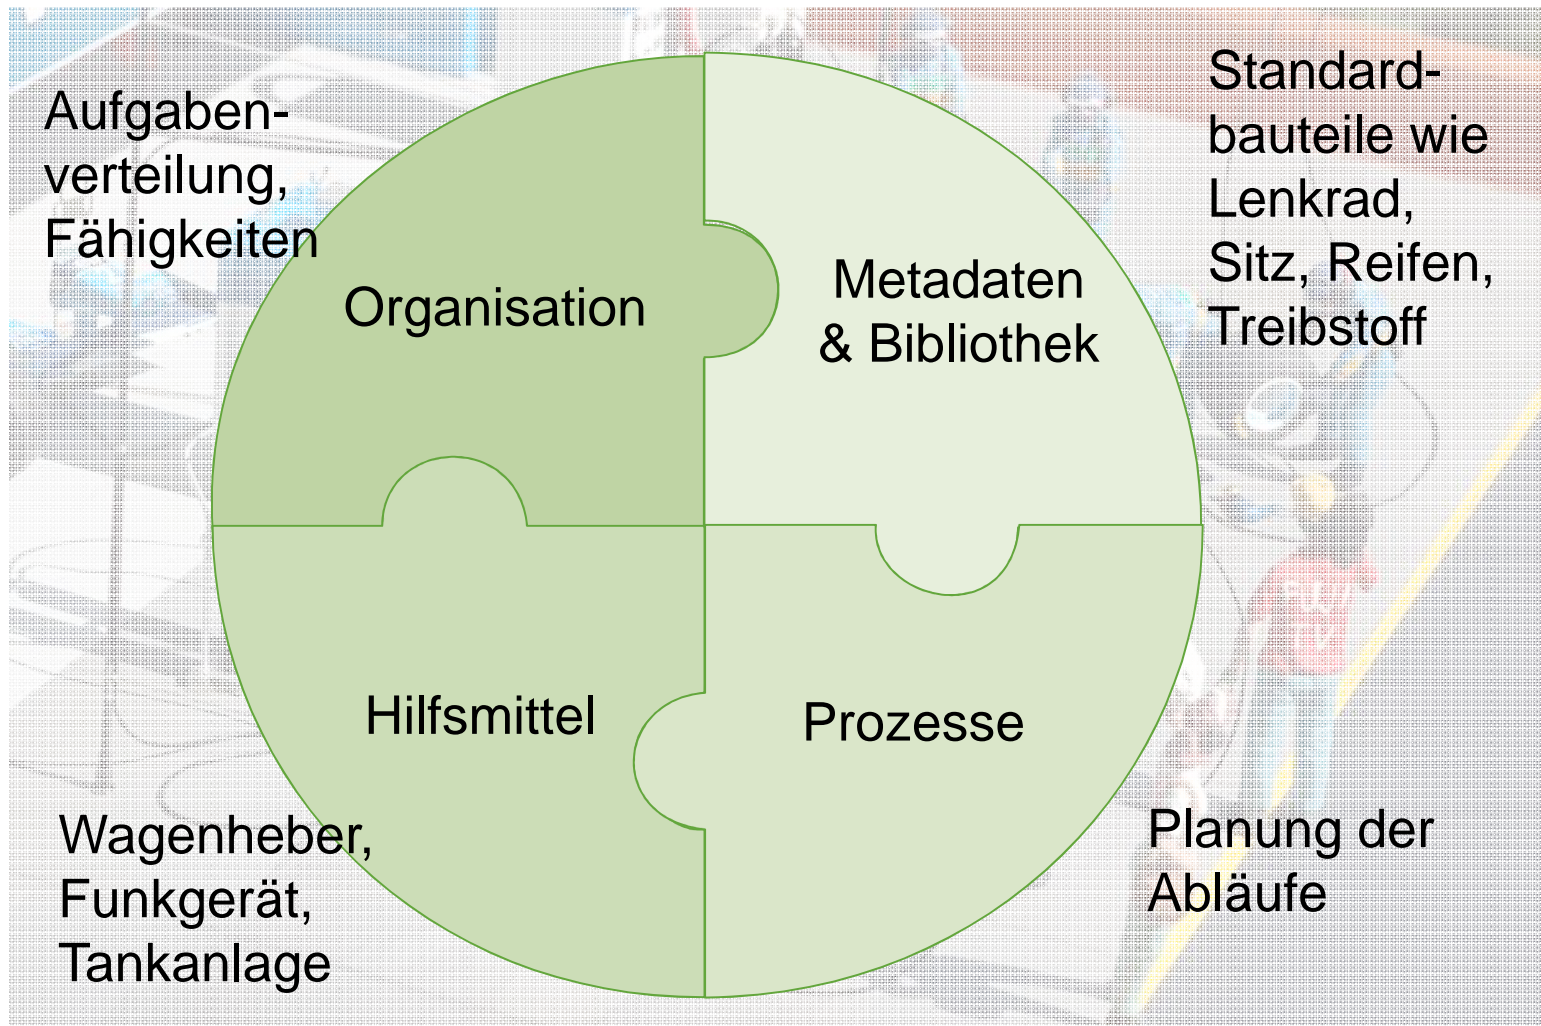 Aufgaben-
verteilung,
Fähigkeiten
Organisation
Metadaten
& Bibliothek
Standard-
bauteile wie
Lenkrad,
Sitz, Reifen,
Treibstoff
Hilfsmittel
Prozesse
Wagenheber,
Funkgerät,
Tankanlage
Planung der
Abläufe